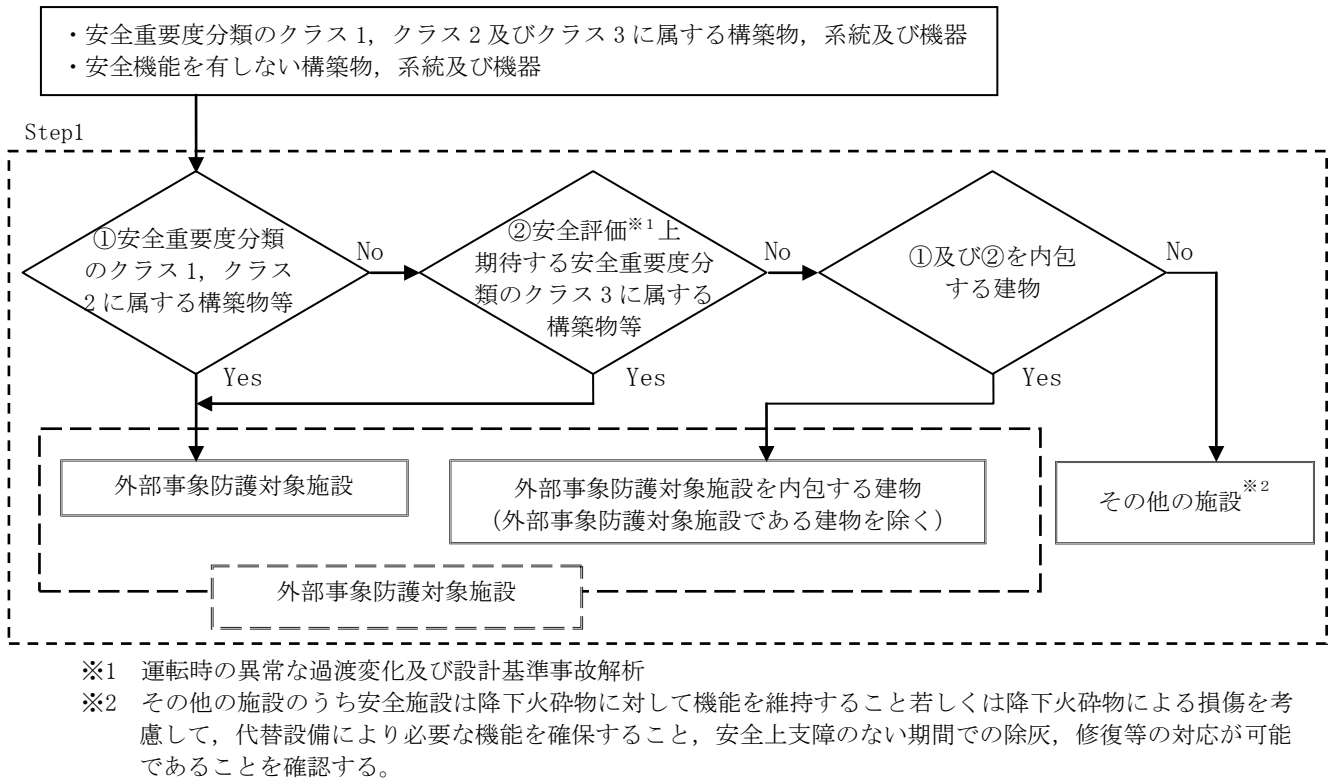 ・安全重要度分類のクラス1，クラス2及びクラス3に属する構築物，系統及び機器
・安全機能を有しない構築物，系統及び機器
Step1
①安全重要度分類
のクラス1，クラス
2に属する構築物等
No
②安全評価※1上
期待する安全重要度分
類のクラス3に属する
構築物等
No
①及び②を内包
する建物
No
Yes
Yes
Yes
外部事象防護対象施設
外部事象防護対象施設を内包する建物
（外部事象防護対象施設である建物を除く）
その他の施設※2
外部事象防護対象施設
※1　運転時の異常な過渡変化及び設計基準事故解析
※2　その他の施設のうち安全施設は降下火砕物に対して機能を維持すること若しくは降下火砕物による損傷を考
慮して，代替設備により必要な機能を確保すること，安全上支障のない期間での除灰，修復等の対応が可能
であることを確認する。